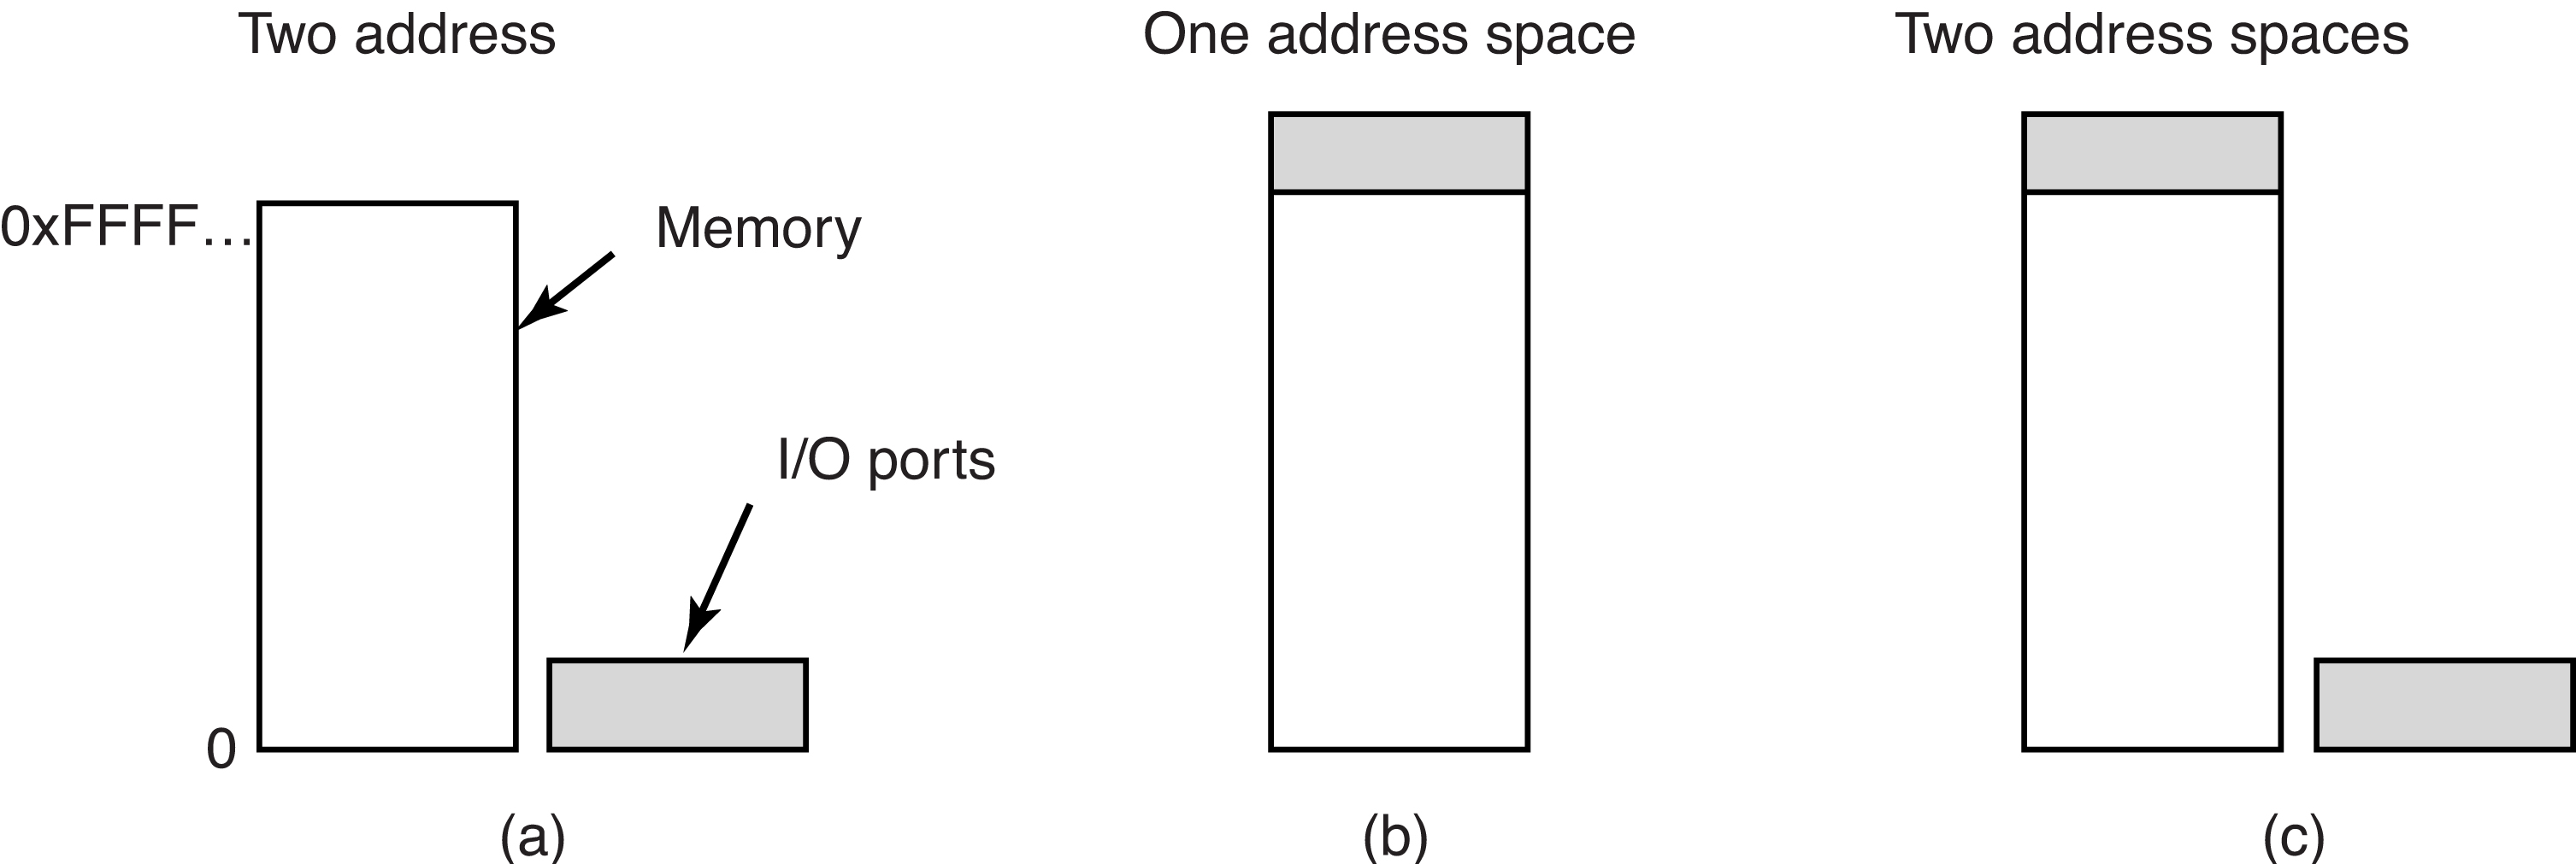 Two address
One address space
Two address spaces
0xFFFF…
Memory
I/O ports
0
(a)
(b)
(c)